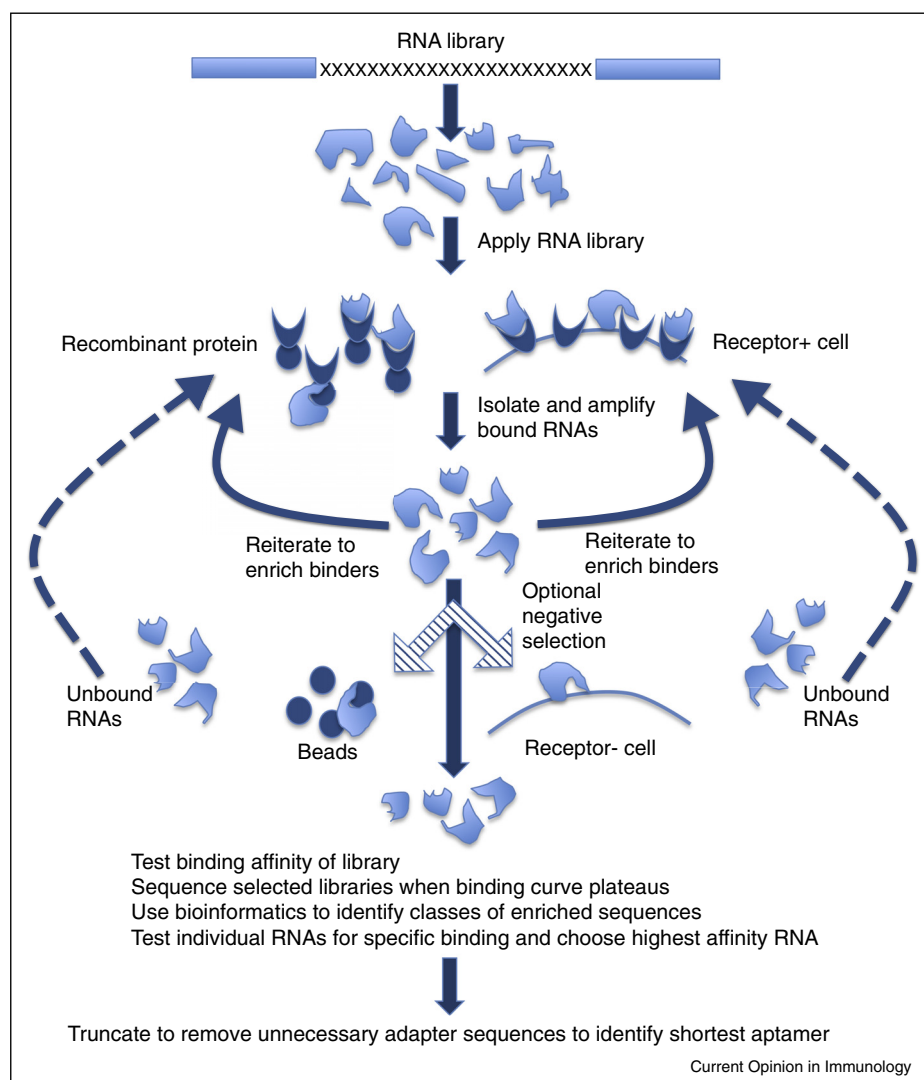 RNA library
XXXXXXXXXXXXXXXXXXXXXXX
Apply RNA library
Recombinant protein
Receptor+ cell
Isolate and amplify
bound RNAs
Reiterate to
enrich binders
Reiterate to
enrich binders
Optional
negative
selection
Unbound
RNAs
Beads
Receptor- cell
Unbound
RNAs
Test binding affinity of library
Sequence selected libraries when binding curve plateaus
Use bioinformatics to identify classes of enriched sequences
Test individual RNAs for specific binding and choose highest affinity RNA
Truncate to remove unnecessary adapter sequences to identify shortest aptamer
Current Opinion in Immunology